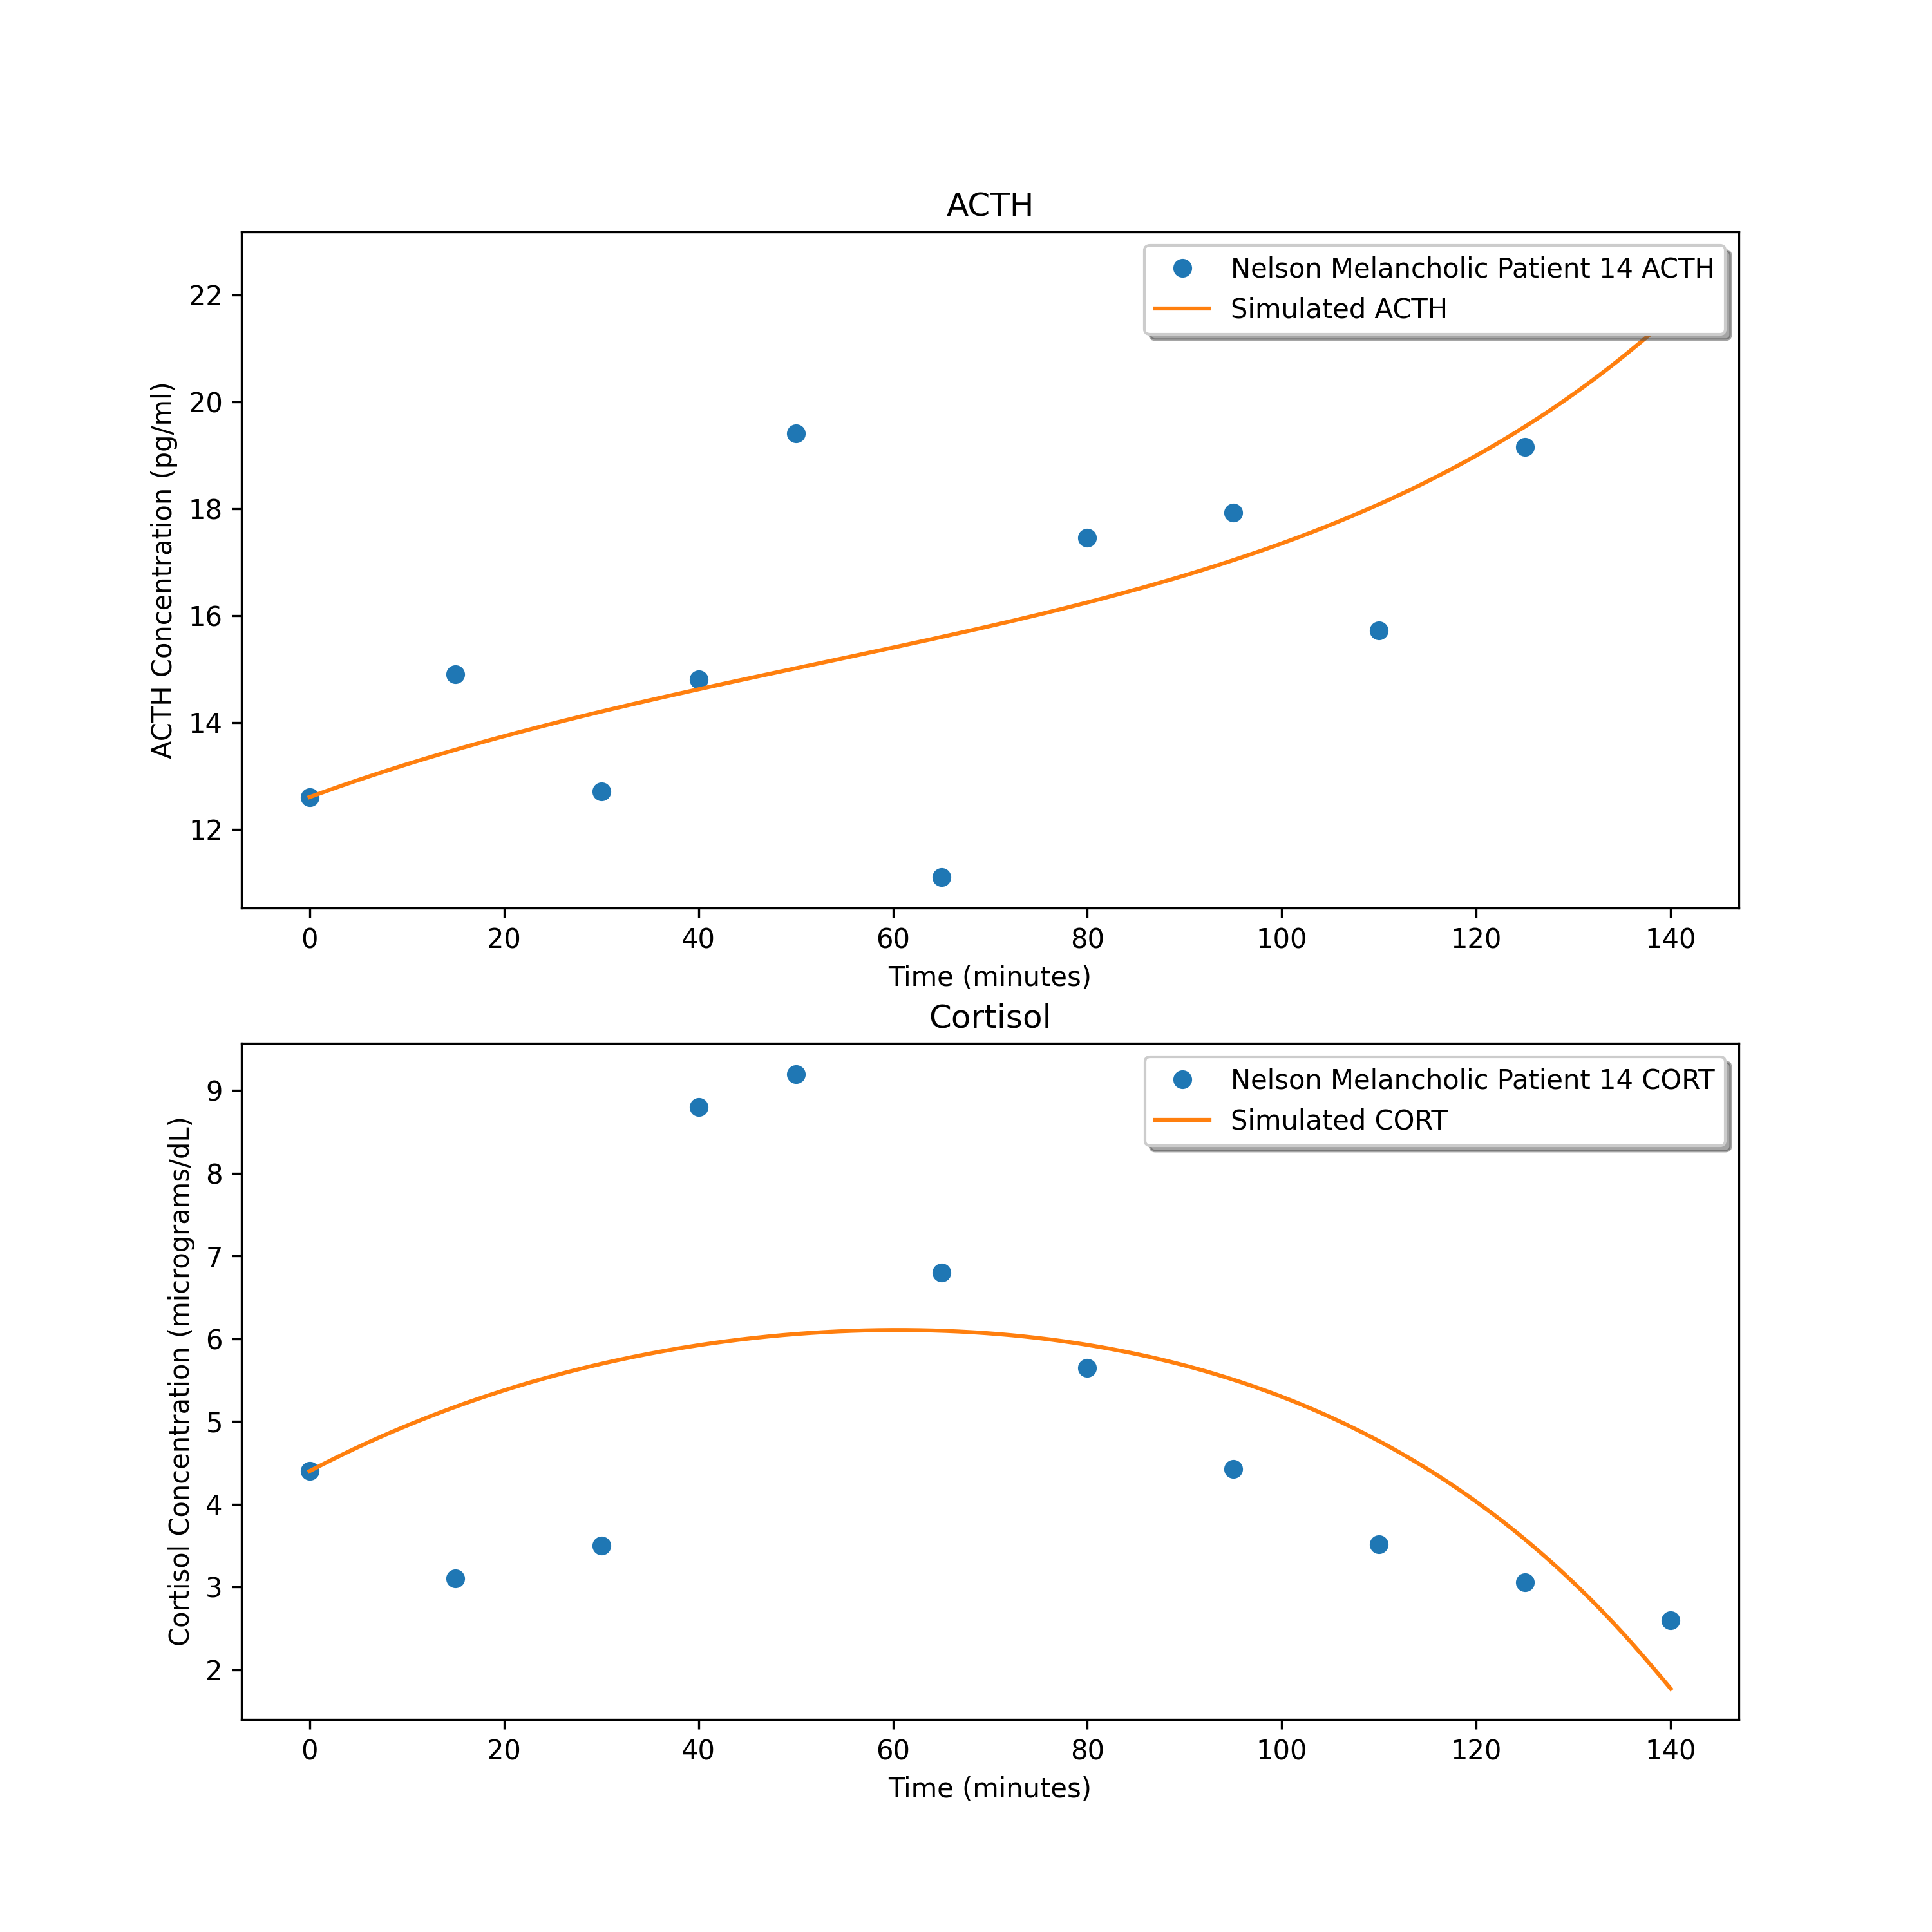 ACTH
Nelson Melancholic Patient 14 ACTH
Simulated ACTH
ACTH Concentration (pg/ml)
22
20
18
16
14
12
0 20 40 60 80 100 120 140
Time (minutes)
Cortisol
Nelson Melancholic Patient 14 CORT
Simulated CORT
Cortisol Concentration (micrograms/dL)
9
8
7
6
5
4
3
2
0 20 40 60 80 100 120 140
Time (minutes)